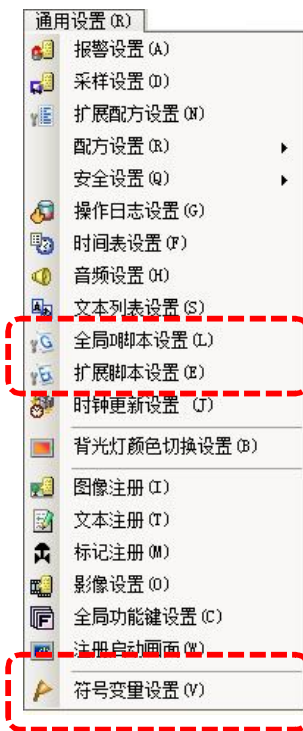 通用设置(R)
报警设置(A)
采样设置(D)
扩展配方设置(N)
配方设置(R)
安全设置(Q)
操作日志设置(G)
时间表设置(F)
音频设置(H)
文本列表设置(S)
全局D脚本设置(L)
扩展脚本设置(E)
时钟更新设置 (J)
背光灯颜色切换设置(B)
图像注册(I)
文本注册(T)
标记注册(M)
影像设置(O)
全局功能键设置(C)
注册启动画面(W)
符号变量设置(V)